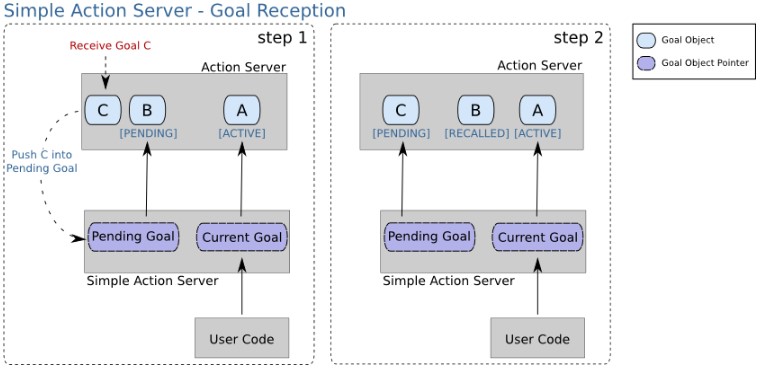 Simple Action Server - Goal Reception
step 1
Receive Goal C
Action Server
C
B
A
[PENDING]
[ACTIVE]
Push C into
Pending Goal
Pending Goal
Current Goal
Simple Action Server
User Code
step 2
Action Server
C
B
A
[PENDING]
[RECALLED]
[ACTIVE]
Pending Goal
Current Goal
Simple Action Server
User Code
Goal Object
Goal Object Pointer